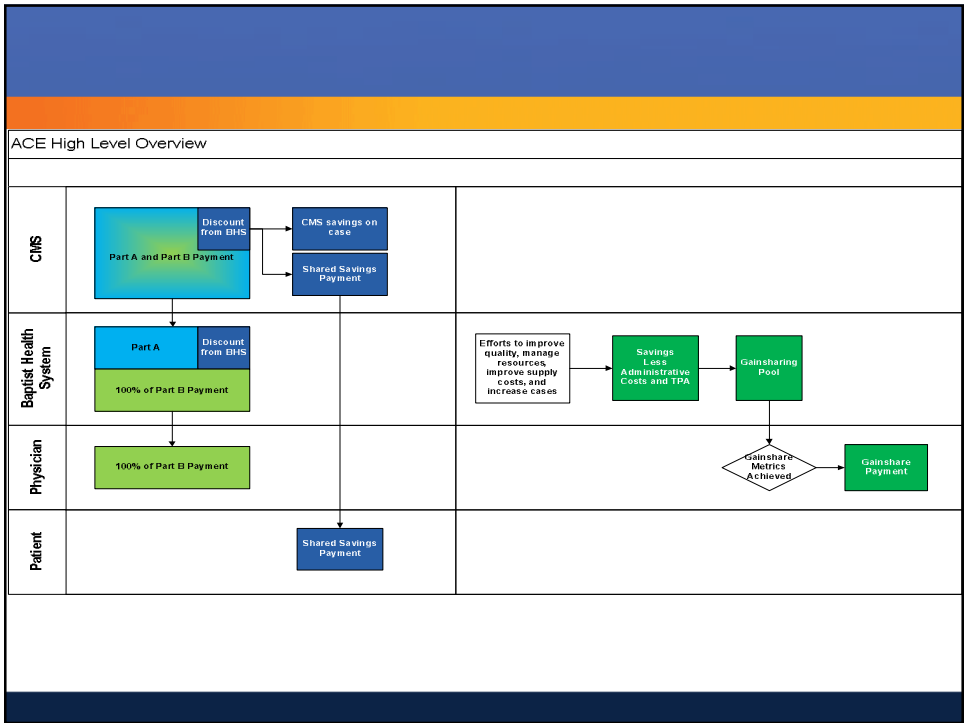 ACE High Level Overview
CMS
Part A and Part B Payment
Discount
from BHS
CMS savings on
case
Shared Savings
Payment
Baptist Health
System
Part A
Discount
from BHS
100% of Part B Payment
Efforts to improve
quality, manage
resources,
improve supply
costs, and
increase cases
Savings
Less
Administrative
Costs and TPA
Gainsharing
Pool
Physician
100% of Part B Payment
Gainshare
Metrics
Achieved
Gainshare
Payment
Patient
Shared Savings
Payment